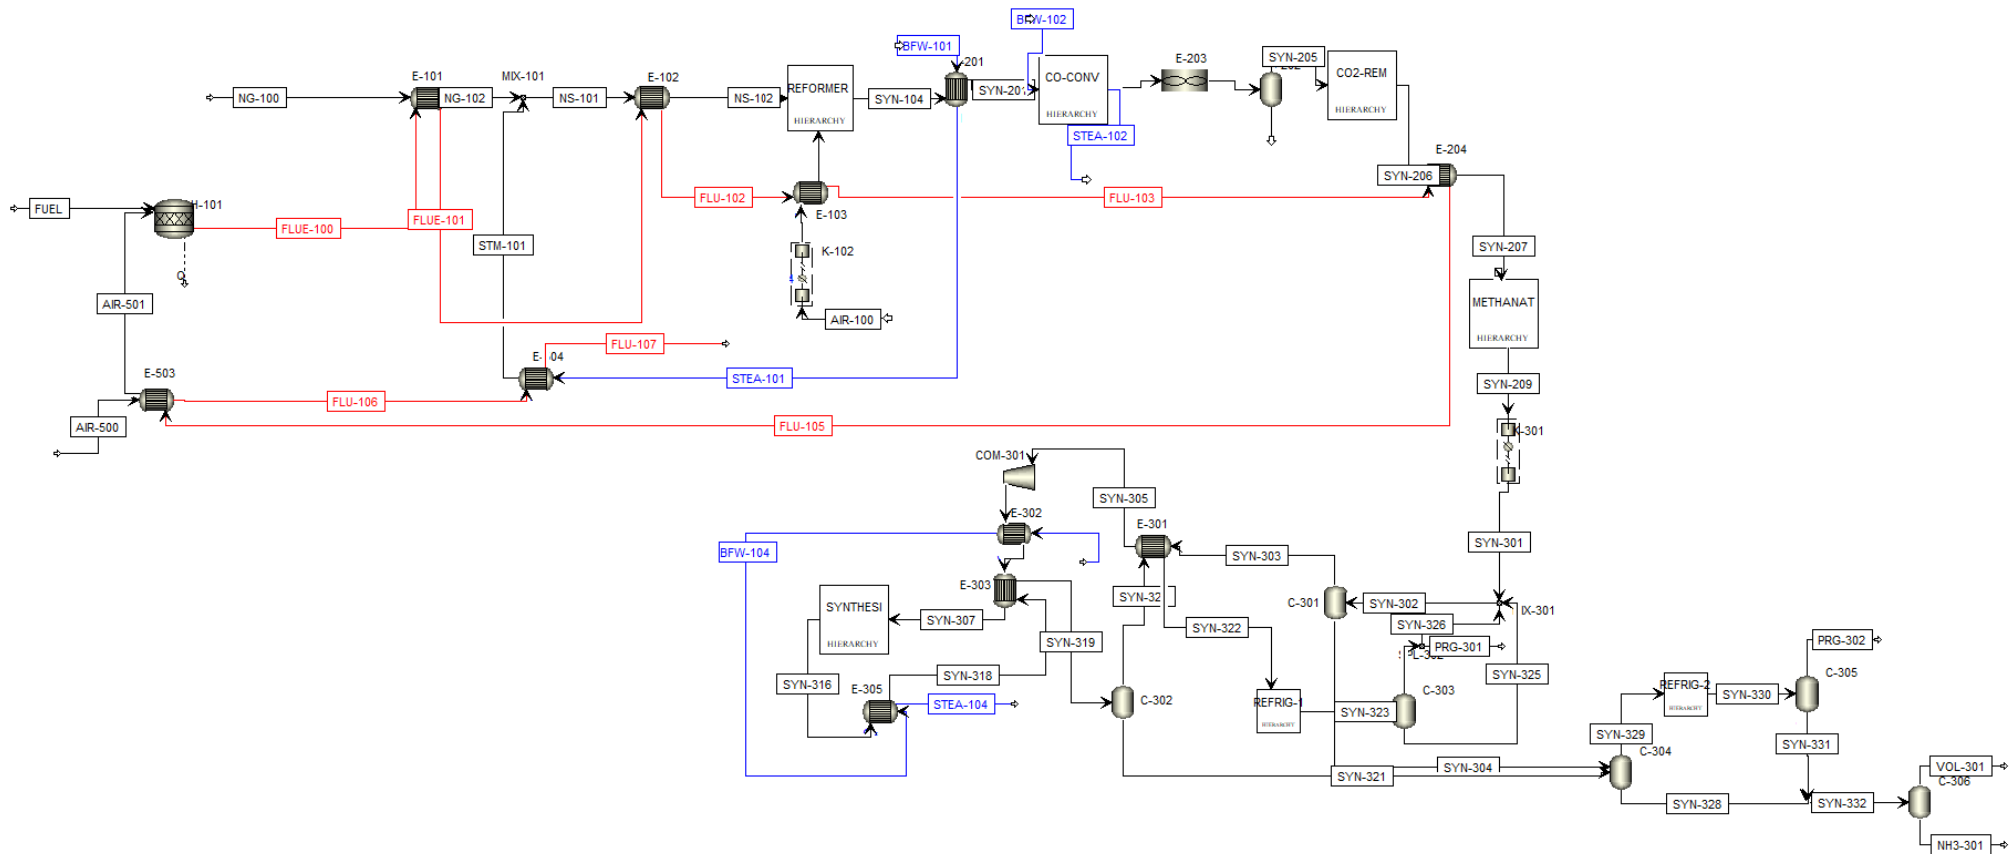 BFW-102
BFW-101
E-203
SYN-205
E-101
MIX-101
E-102
201
CO-CONV
HIERARCHY
CO2-REM
HIERARCHY
NG-100
NG-102
NS-101
NS-102
REFORMER
HIERARCHY
SYN-104
SYN-201
STEA-102
E-204
SYN-206
FUEL
H-101
FLUE-100
FLUE-101
FLU-102
E-103
FLU-103
STM-101
SYN-207
Q
K-102
AIR-501
AIR-100
METHANAT
HIERARCHY
FLU-107
E-503
STEA-101
SYN-209
FLU-106
AIR-500
FLU-105
COM-301
SYN-305
E-302
E-301
BFW-104
SYN-303
SYN-301
E-303
SYNTHESI
HIERARCHY
C-301
SYN-302
IX-301
SYN-307
SYN-322
SYN-326
SYN-319
PRG-301
PRG-302
SYN-318
SYN-325
SYN-316
E-305
C-302
C-303
C-305
STEA-104
REFRIG-1
HIERARCHY
SYN-323
REFRIG-2
HIERARCHY
SYN-330
SYN-329
SYN-331
C-304
SYN-304
SYN-321
VOL-301
C-306
SYN-328
SYN-332
NH3-301